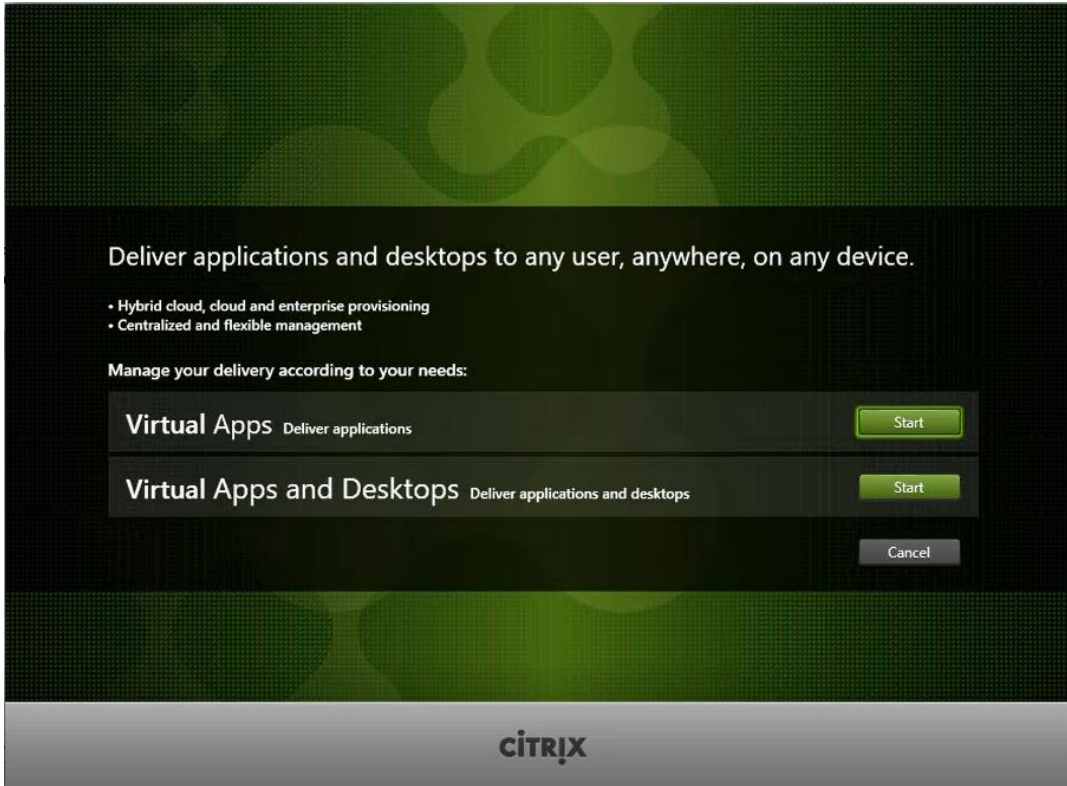 Deliver applications and desktops to any user, anywhere, on any device.
• Hybrid cloud, cloud and enterprise provisioning
• Centralized and flexible management
Manage your delivery according to your needs:
Virtual Apps Deliver applications
Start
Virtual Apps and Desktops Deliver applications and desktops
Start
Cancel
CİTRIX